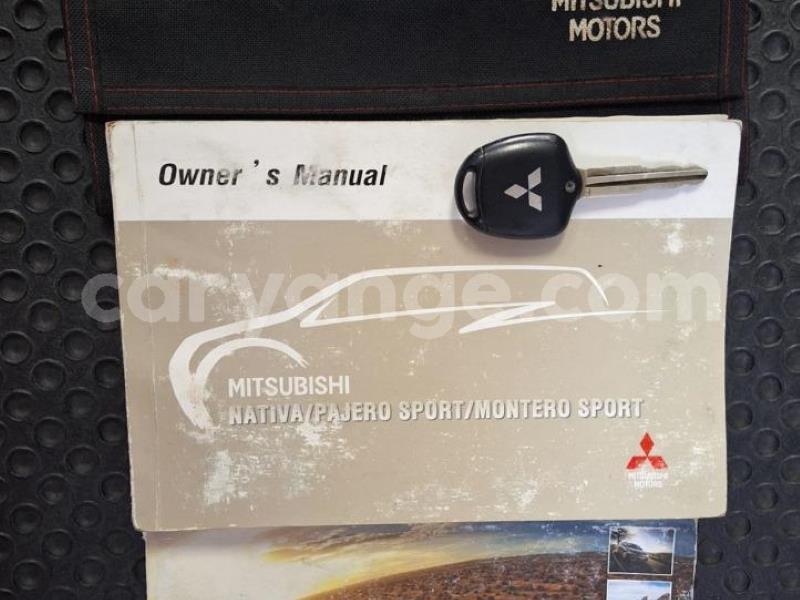 MITSUBISHI
MOTORS
Owner's Manual
caryange.com
MITSUBISHI
NATIVA/PAJERO SPORT/MONTERO SPORT
MITSUBISHI
MOTORS